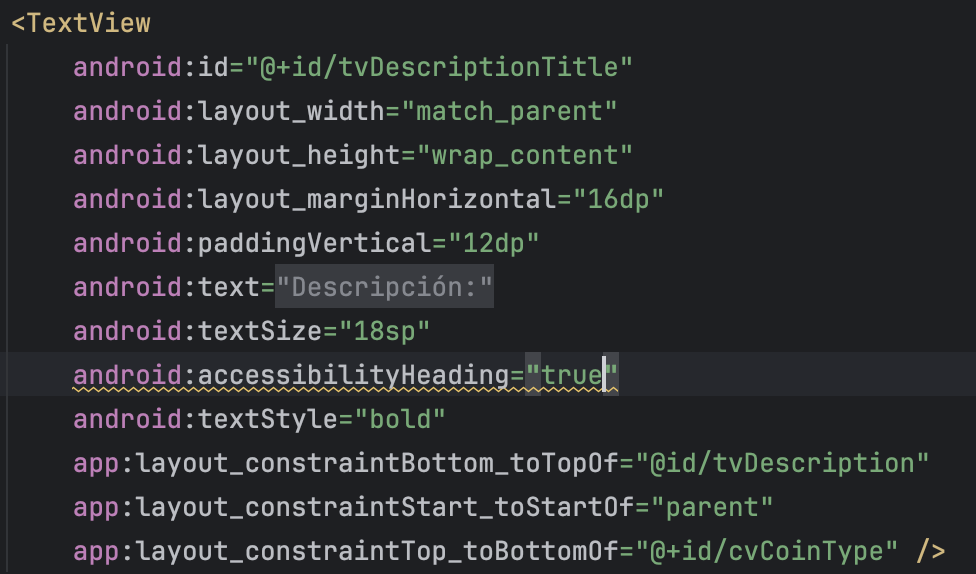 <TextView
android:id="@+id/tvDescriptionTitle"
android:layout_width="match_parent"
android:layout_height="wrap_content"
android:layout_marginHorizontal="16dp"
android:paddingVertical="12dp"
android:text="Descripción:"
android:textSize="18sp"
android:accessibilityHeading="true"
android:textStyle="bold"
app:layout_constraintBottom_toTopOf="@id/tvDescription"
app:layout_constraintStart_toStartOf="parent"
app:layout_constraintTop_toBottomOf="@+id/cvCoinType" />